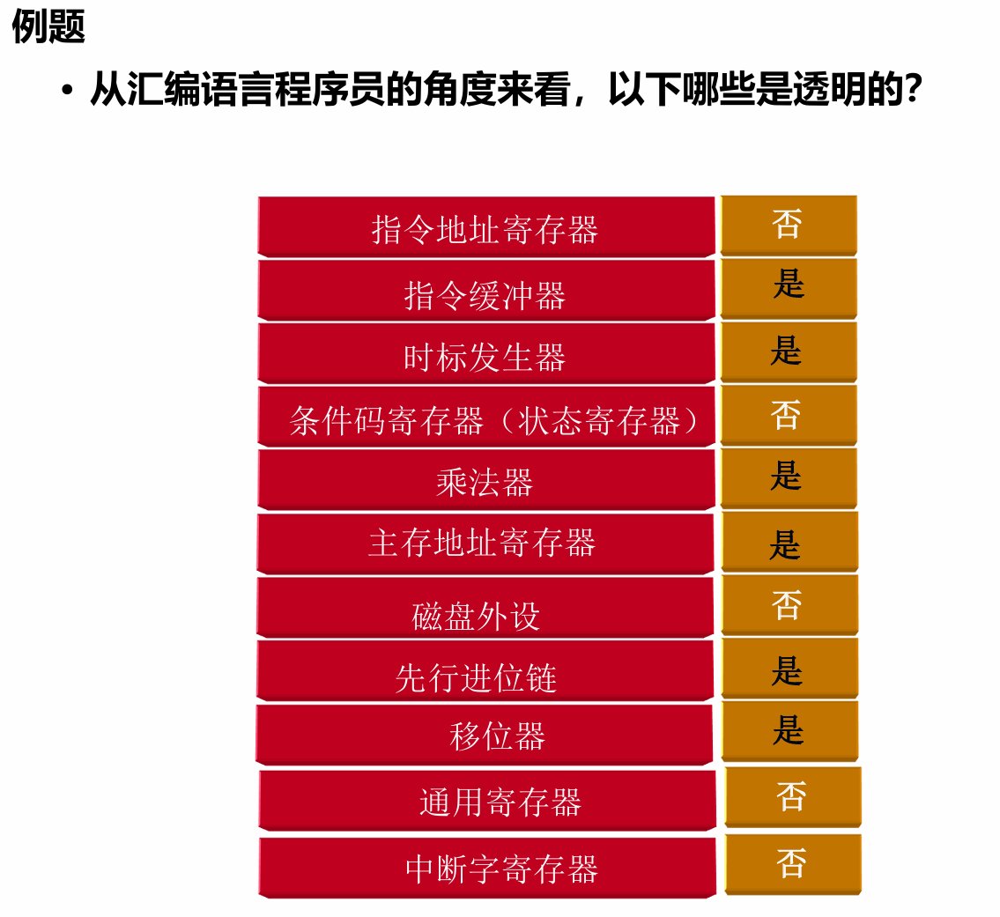 例题
• 从汇编语言程序员的角度来看，以下哪些是透明的？
指令地址寄存器 否
指令缓冲器 是
时标发生器 是
条件码寄存器（状态寄存器） 否
乘法器 是
主存地址寄存器 是
磁盘外设 否
先行进位链 是
移位器 是
通用寄存器 否
中断字寄存器 否